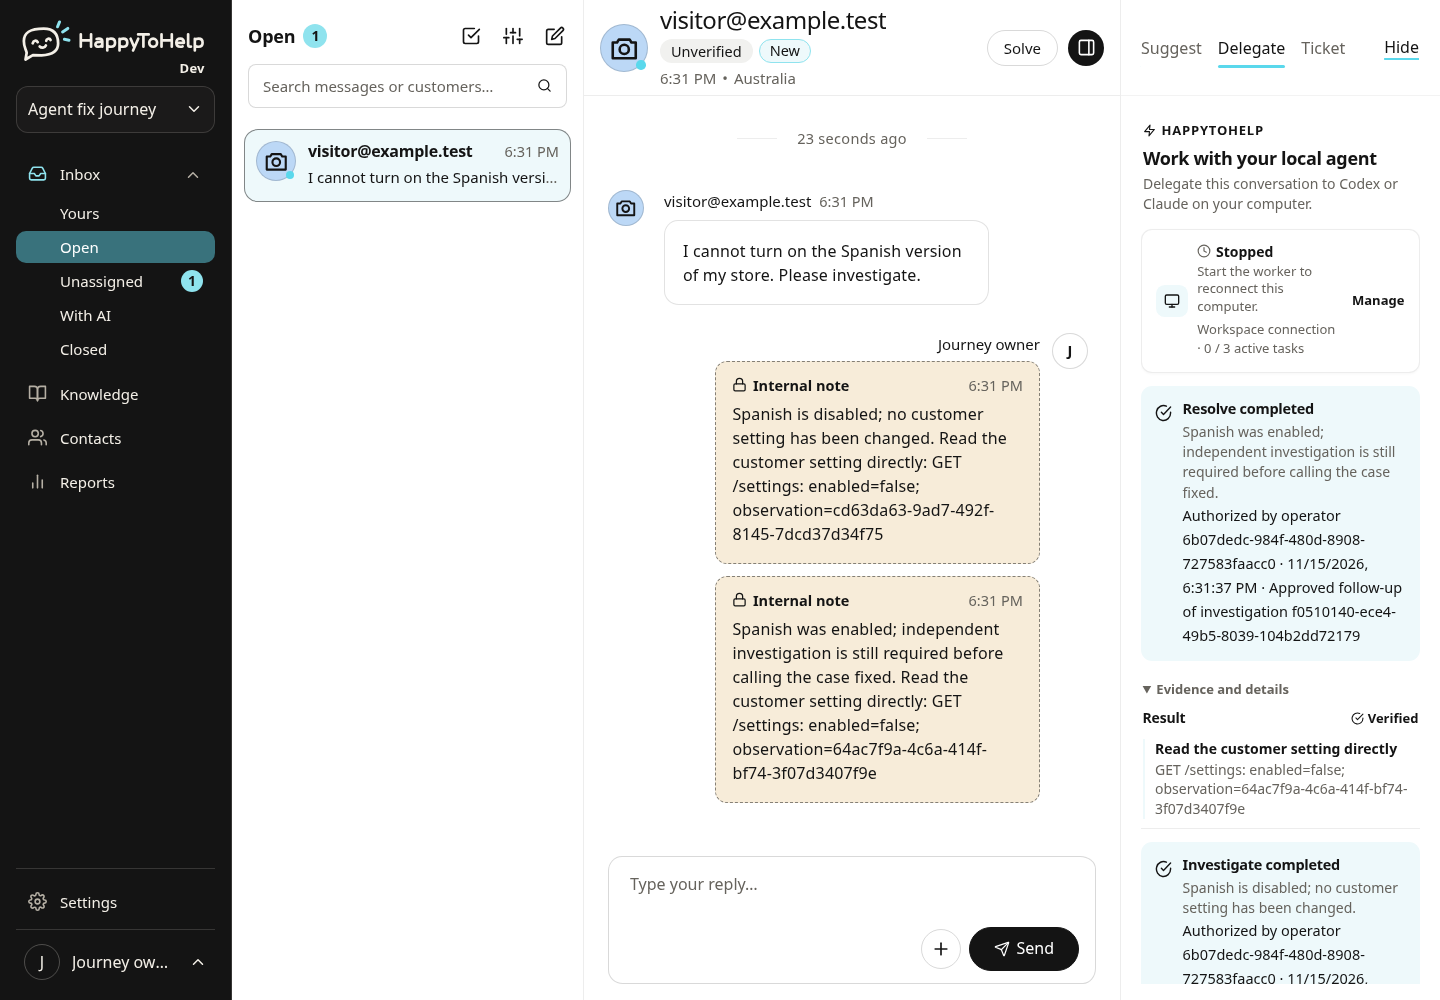 HappyToHelp
Dev
Agent fix journey
Inbox
Yours
Open
Unassigned 1
With AI
Closed
Knowledge
Contacts
Reports
Settings
J Journey ow...
Open 1
Search messages or customers...
visitor@example.test 6:31 PM
I cannot turn on the Spanish versi...
visitor@example.test
Unverified New
6:31 PM • Australia
Solve
23 seconds ago
visitor@example.test 6:31 PM
I cannot turn on the Spanish version
of my store. Please investigate.
Journey owner
J
Internal note 6:31 PM
Spanish is disabled; no customer
setting has been changed. Read the
customer setting directly: GET
/settings: enabled=false;
observation=cd63da63-9ad7-492f-
8145-7dcd37d34f75
Internal note 6:31 PM
Spanish was enabled; independent
investigation is still required before
calling the case fixed. Read the
customer setting directly: GET
/settings: enabled=false;
observation=64ac7f9a-4c6a-414f-
bf74-3f07d3407f9e
Type your reply...
Send
Suggest Delegate Ticket Hide
HAPPYTOHELP
Work with your local agent
Delegate this conversation to Codex or
Claude on your computer.
Stopped
Start the worker to
reconnect this
computer.
Workspace connection
· 0 / 3 active tasks
Manage
Resolve completed
Spanish was enabled;
independent investigation is still
required before calling the case
fixed.
Authorized by operator
6b07dedc-984f-480d-8908-
727583faacc0 · 11/15/2026,
6:31:37 PM · Approved follow-up
of investigation f0510140-ece4-
49b5-8039-104b2dd72179
▼ Evidence and details
Result Verified
Read the customer setting directly
GET /settings: enabled=false;
observation=64ac7f9a-4c6a-414f-bf74-
3f07d3407f9e
Investigate completed
Spanish is disabled; no customer
setting has been changed.
Authorized by operator
6b07dedc-984f-480d-8908-
727583faacc0 · 11/15/2026,